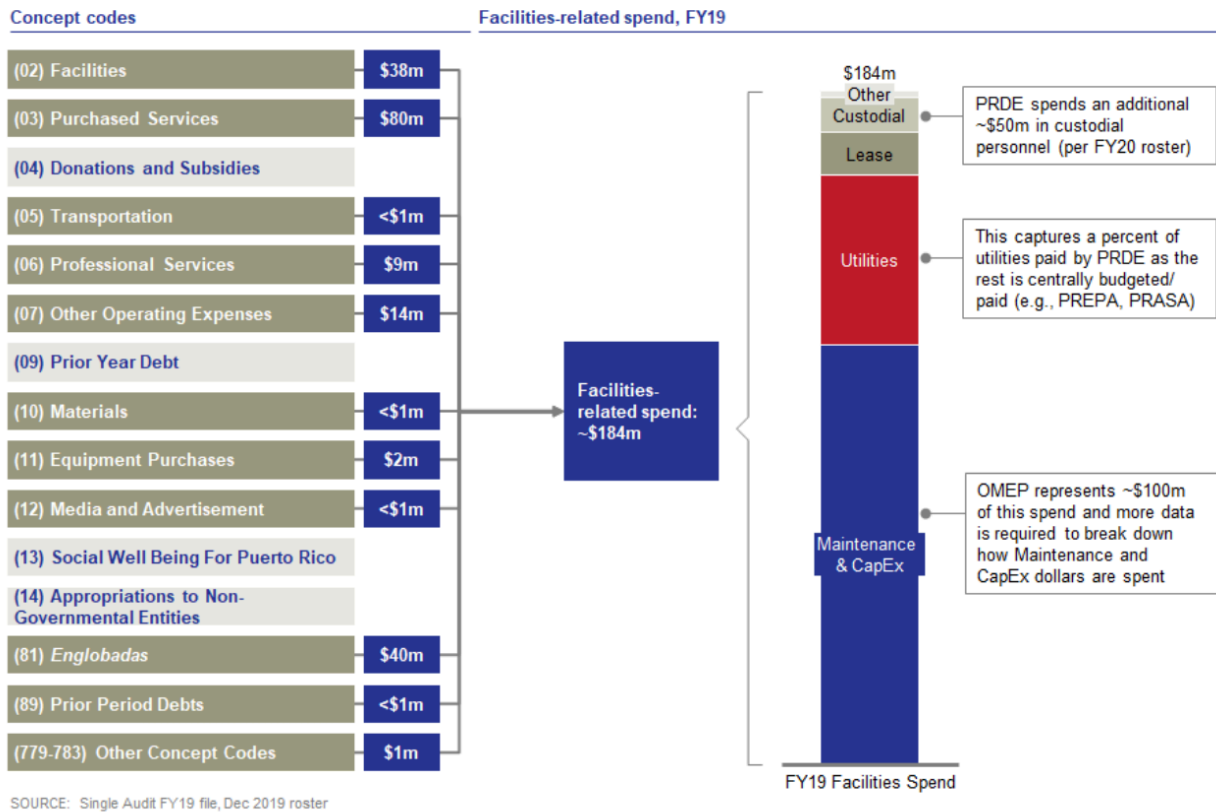 Concept codes
Facilities-related spend, FY19
(02) Facilities
$38m
(03) Purchased Services
$80m
(04) Donations and Subsidies
(05) Transportation
<$1m
(06) Professional Services
$9m
(07) Other Operating Expenses
$14m
(09) Prior Year Debt
(10) Materials
<$1m
(11) Equipment Purchases
$2m
(12) Media and Advertisement
<$1m
(13) Social Well Being For Puerto Rico
(14) Appropriations to Non-
Governmental Entities
(81) Englobadas
$40m
(89) Prior Period Debts
<$1m
(779-783) Other Concept Codes
$1m
Facilities-
related spend:
~$184m
$184m
Other
Custodial
Lease
Utilities
Maintenance
& CapEx
FY19 Facilities Spend
PRDE spends an additional
~$50m in custodial
personnel (per FY20 roster)
This captures a percent of
utilities paid by PRDE as the
rest is centrally budgeted/
paid (e.g., PREPA, PRASA)
OMEP represents ~$100m
of this spend and more data
is required to break down
how Maintenance and
CapEx dollars are spent
SOURCE: Single Audit FY19 file, Dec 2019 roster